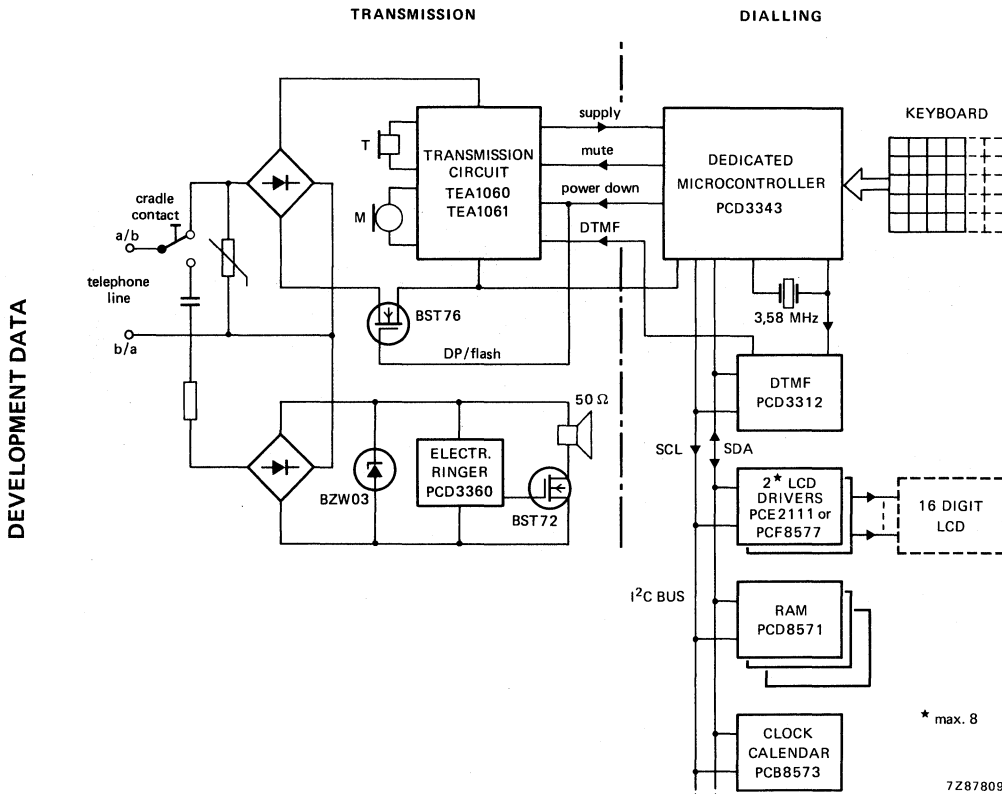 TRANSMISSION
DIALLING
DEVELOPMENT DATA
cradle
contact
a/b
telephone
line
b/a
T
M
TRANSMISSION
CIRCUIT
TEA1060
TEA1061
supply
mute
power down
DTMF
DEDICATED
MICROCONTROLLER
PCD3343
KEYBOARD
BST76
DP/flash
3,58 MHz
DTMF
PCD3312
50 Ω
ELECTR.
RINGER
PCD3360
BZW03
BST72
SCL
SDA
2* LCD
DRIVERS
PCE2111 or
PCF8577
16 DIGIT
LCD
I²C BUS
RAM
PCD8571
* max. 8
CLOCK
CALENDAR
PCB8573
7Z87809